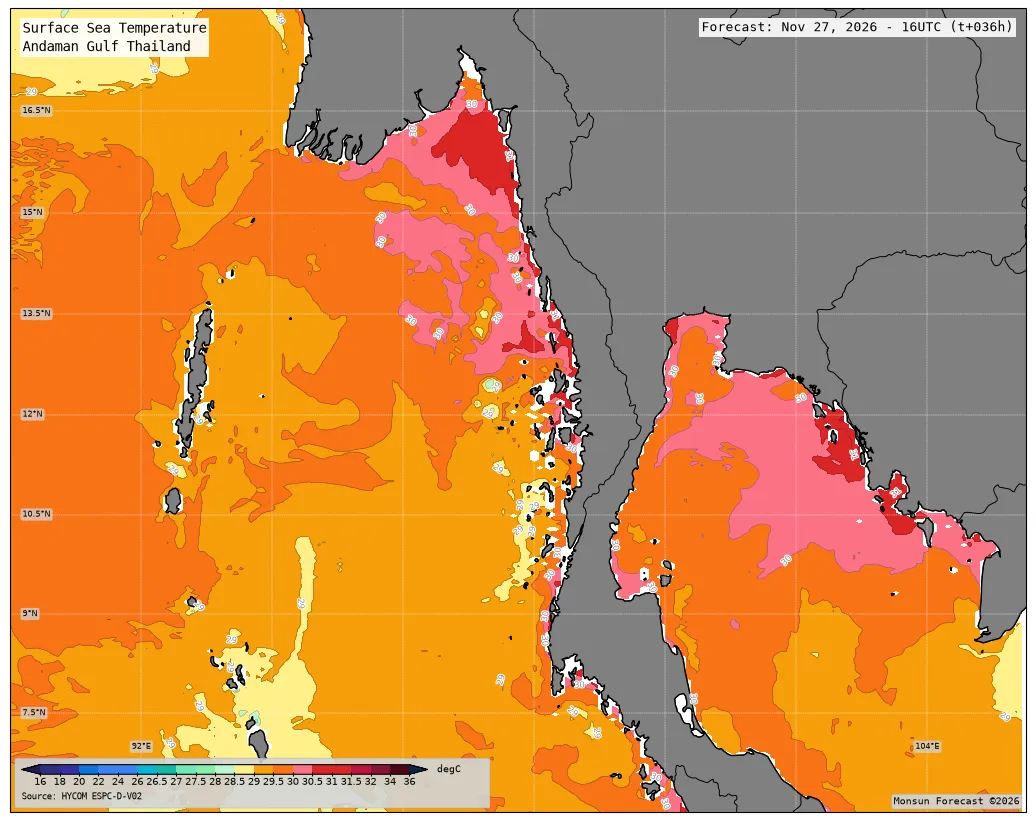 Surface Sea Temperature
Andaman Gulf Thailand
Forecast: Nov 27, 2026 - 16UTC (t+036h)
16.5°N
15°N
13.5°N
12°N
10.5°N
9°N
7.5°N
92°E
104°E
16 18 20 22 24 26 26.5 27 27.5 28 28.5 29 29.5 30 30.5 31 31.5 32 32.5 34 36
degC
Source: HYCOM ESPC-D-V02
Monsun Forecast ©2026